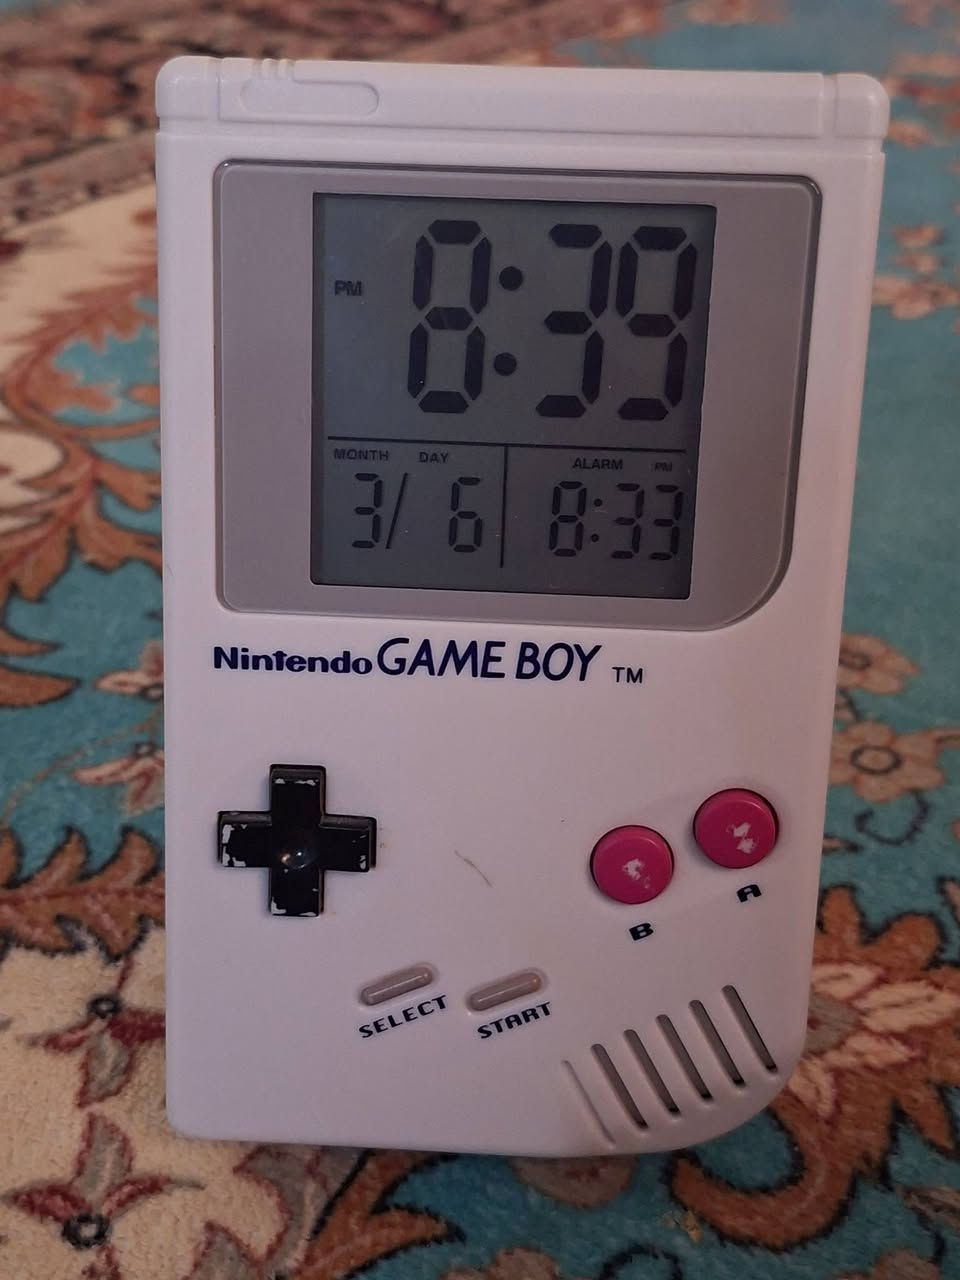 PM 8:39
MONTH DAY ALARM PM
3/ 6 8:33
Nintendo GAME BOY TM
B A
SELECT START